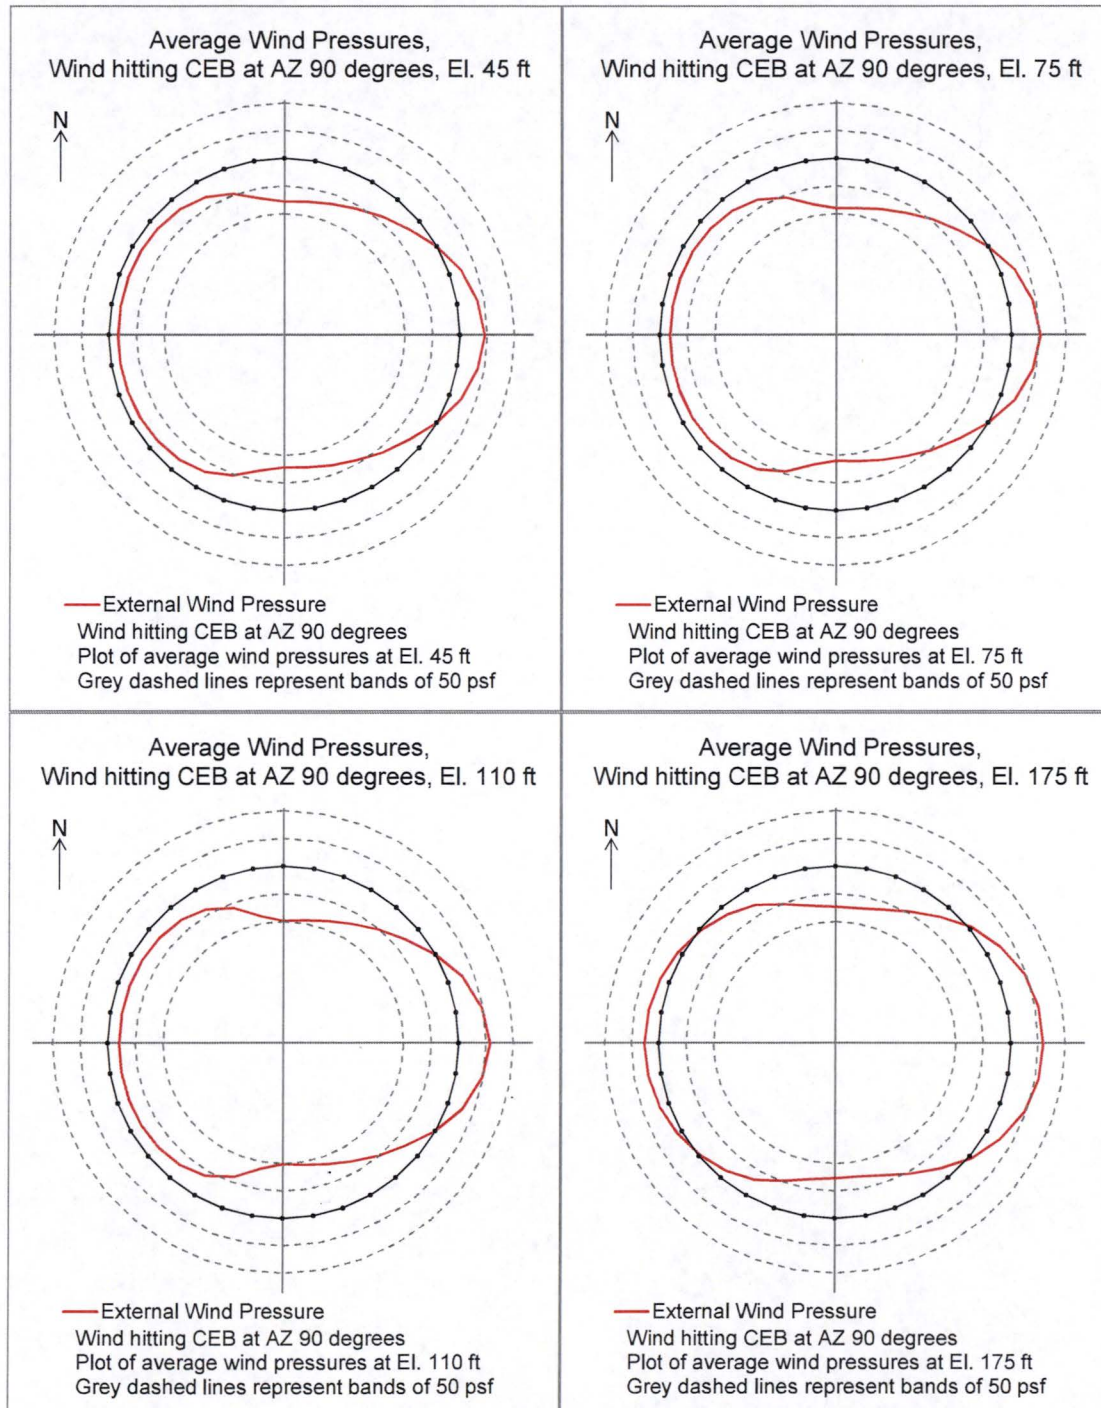 Average Wind Pressures,
Wind hitting CEB at AZ 90 degrees, El. 45 ft
N
External Wind Pressure
Wind hitting CEB at AZ 90 degrees
Plot of average wind pressures at El. 45 ft
Grey dashed lines represent bands of 50 psf
Average Wind Pressures,
Wind hitting CEB at AZ 90 degrees, El. 75 ft
N
External Wind Pressure
Wind hitting CEB at AZ 90 degrees
Plot of average wind pressures at El. 75 ft
Grey dashed lines represent bands of 50 psf
Average Wind Pressures,
Wind hitting CEB at AZ 90 degrees, El. 110 ft
N
External Wind Pressure
Wind hitting CEB at AZ 90 degrees
Plot of average wind pressures at El. 110 ft
Grey dashed lines represent bands of 50 psf
Average Wind Pressures,
Wind hitting CEB at AZ 90 degrees, El. 175 ft
N
External Wind Pressure
Wind hitting CEB at AZ 90 degrees
Plot of average wind pressures at El. 175 ft
Grey dashed lines represent bands of 50 psf